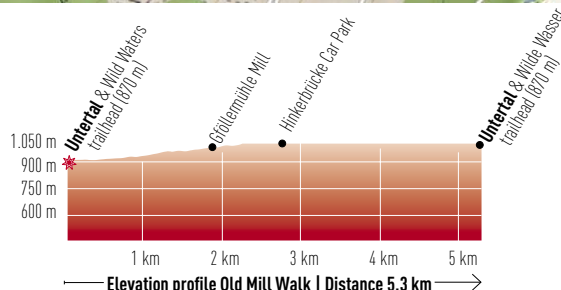 Untertal & Wild Waters
trailhead (870 m)
Gföllermühle Mill
Hinkerbrücke Car Park
Untertal & Wilde Wasser
trailhead (870 m)
1.050 m
900 m
750 m
600 m
1 km
2 km
3 km
4 km
5 km
Elevation profile Old Mill Walk | Distance 5.3 km